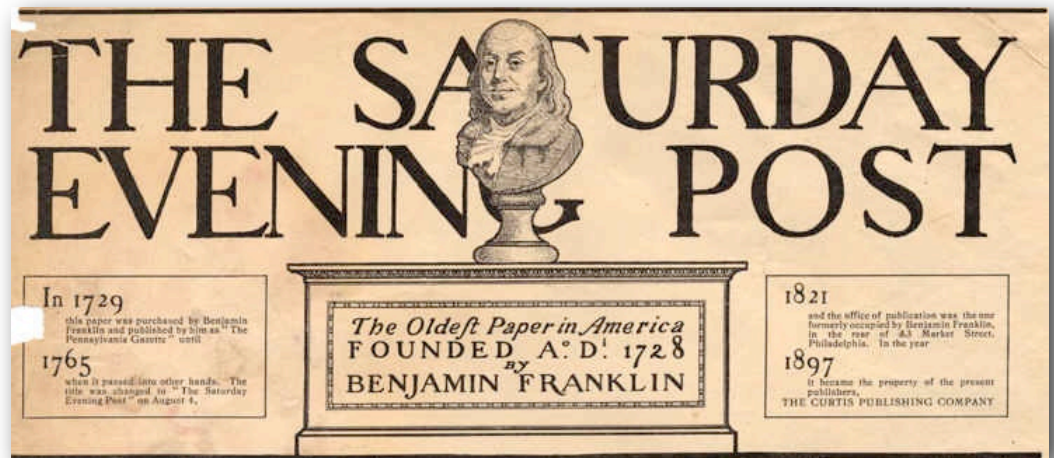 THE SATURDAY
EVENING POST
In 1729
this paper was purchased by Benjamin
Franklin and published by him as "The
Pennsylvania Gazette" until
1765
when it passed into other hands. The
title was changed to "The Saturday
Evening Post" on August 4,
The Oldeſt Paper in America
FOUNDED A° Di 1728
BY
BENJAMIN FRANKLIN
1821
and the office of publication was the one
formerly occupied by Benjamin Franklin,
in the rear of 53 Market Street,
Philadelphia. In the year
1897
it became the property of the present
publishers,
THE CURTIS PUBLISHING COMPANY